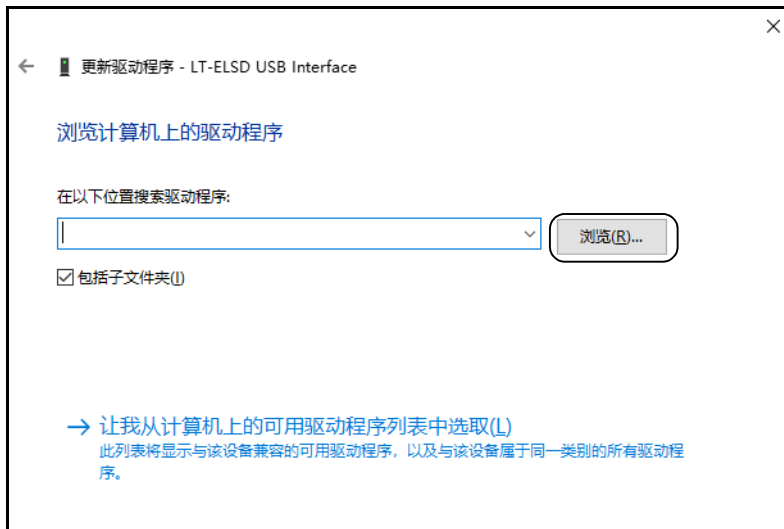 更新驱动程序 - LT-ELSD USB Interface
浏览计算机上的驱动程序
在以下位置搜索驱动程序:
浏览(R)...
包括子文件夹(I)
让我从计算机上的可用驱动程序列表中选取(L)
此列表将显示与该设备兼容的可用驱动程序，以及与该设备属于同一类别的所有驱动程
序。